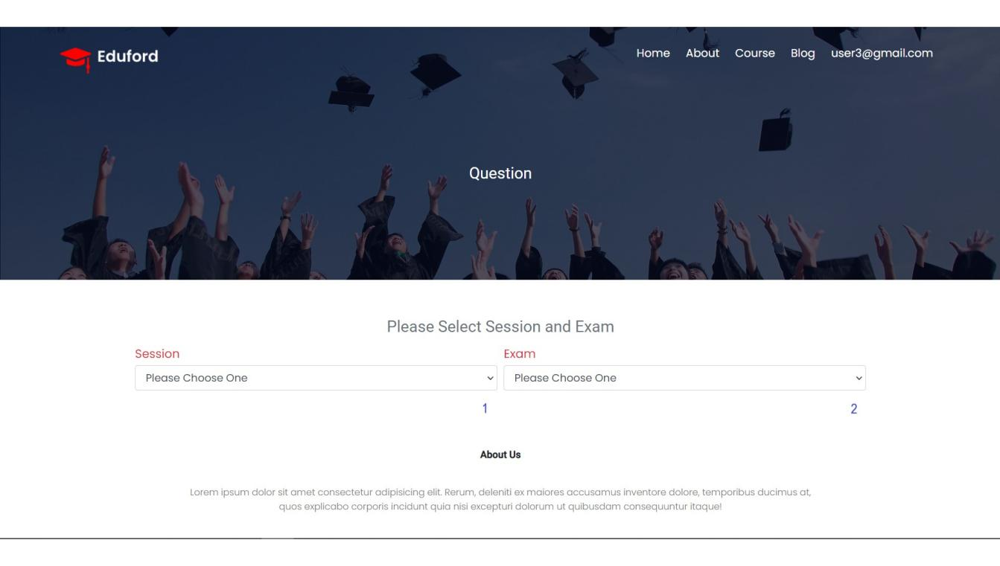 Eduford
Home About Course Blog user3@gmail.com
Question
Please Select Session and Exam
Session Exam
Please Choose One Please Choose One
1 2
About Us
Lorem ipsum dolor sit amet consectetur adipisicing elit. Rerum, deleniti ex maiores accusamus inventore dolore, temporibus ducimus at,
quos explicabo corporis incidunt quia nisi excepturi dolorum ut quibusdam consequuntur itaque!